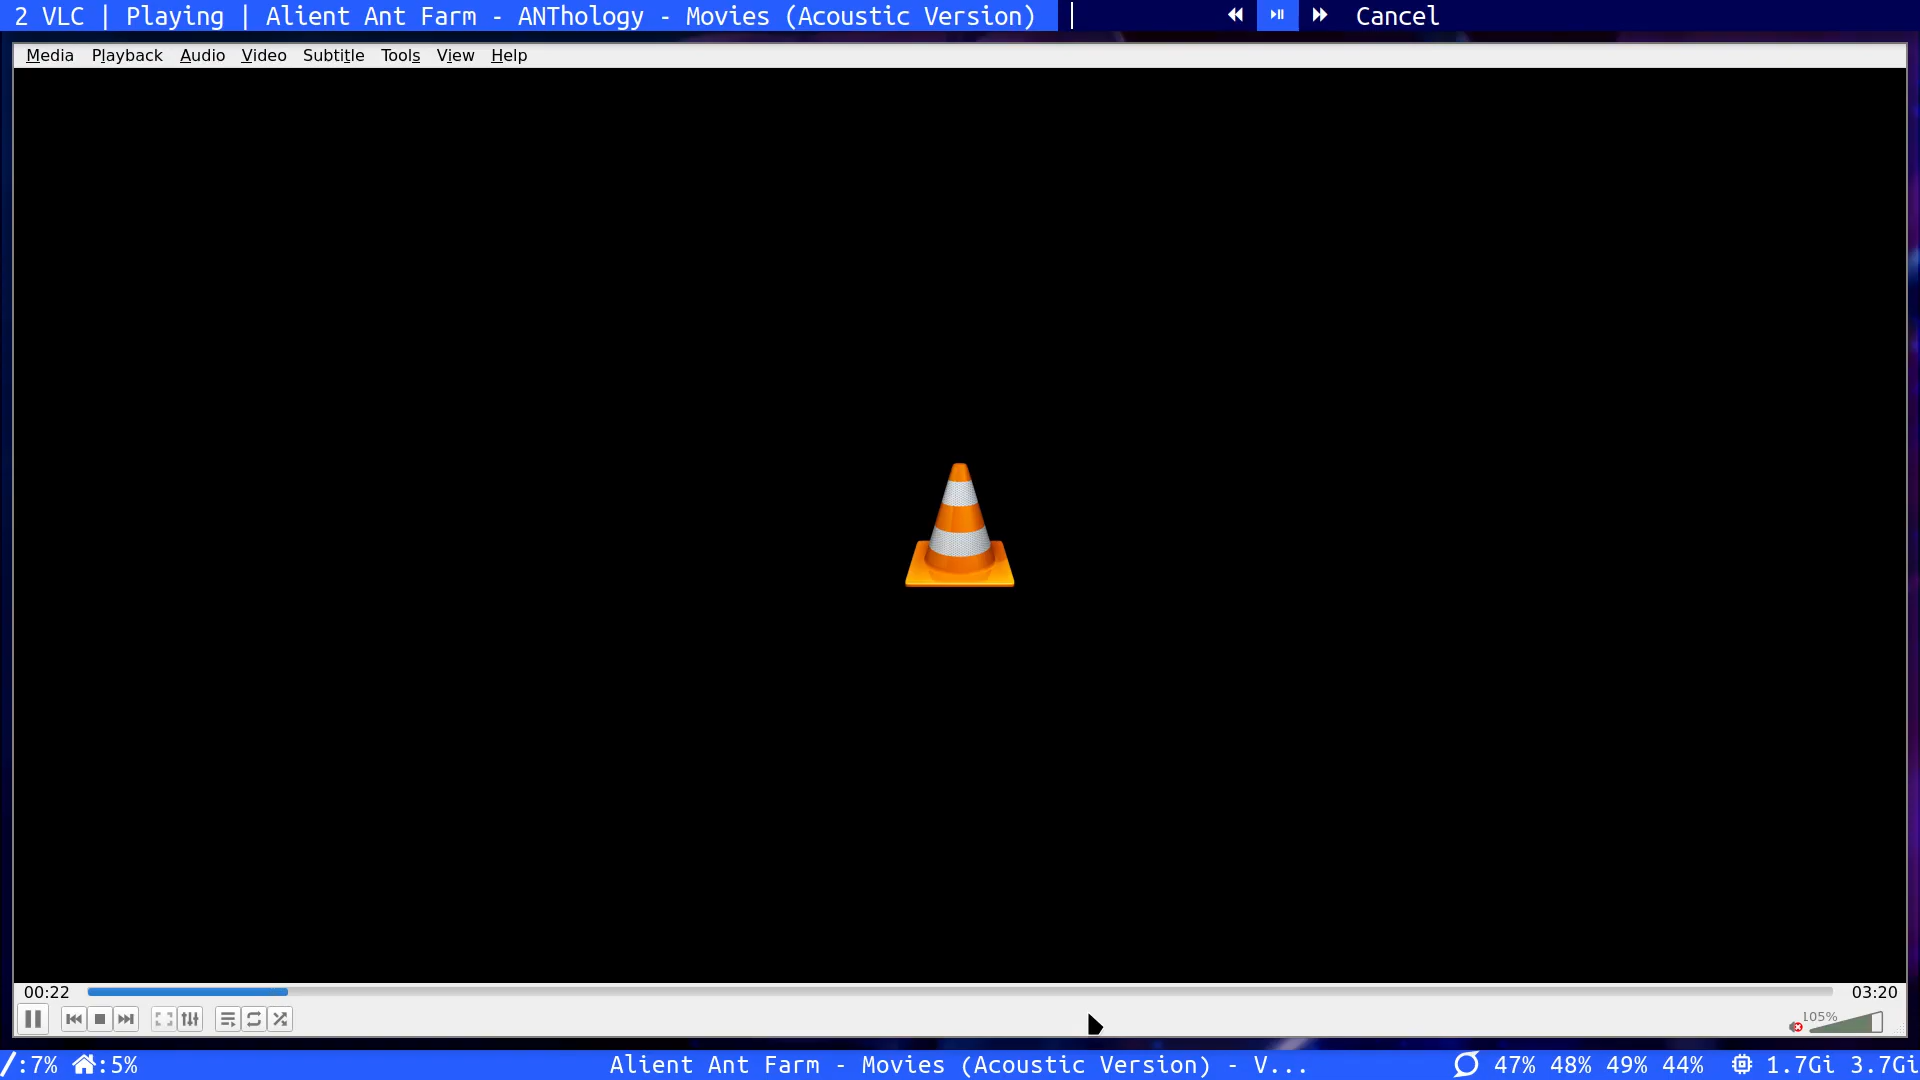 2 VLC | Playing | Alient Ant Farm - ANThology - Movies (Acoustic Version)
Cancel
Media Playback Audio Video Subtitle Tools View Help
00:22
03:20
105%
/:7% :5%
Alient Ant Farm - Movies (Acoustic Version) - V...
47% 48% 49% 44%
1.7Gi 3.7Gi